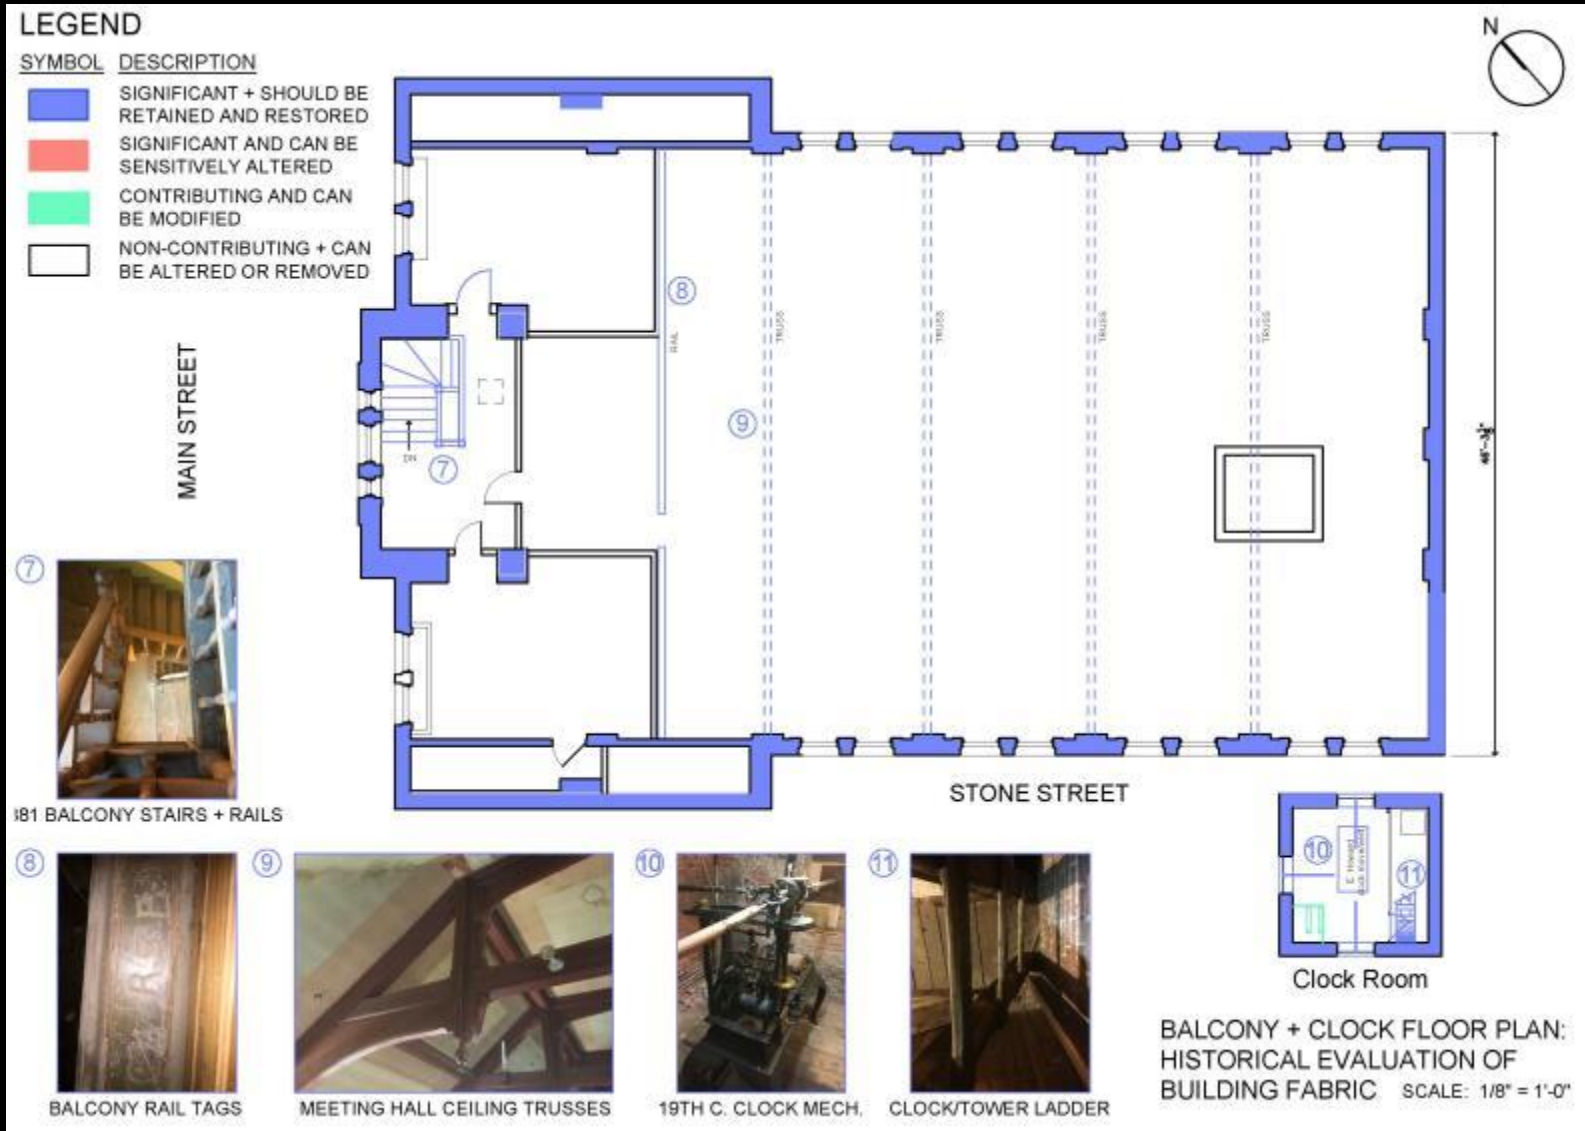 LEGEND
SYMBOL DESCRIPTION
SIGNIFICANT + SHOULD BE
RETAINED AND RESTORED
SIGNIFICANT AND CAN BE
SENSITIVELY ALTERED
CONTRIBUTING AND CAN
BE MODIFIED
NON-CONTRIBUTING + CAN
BE ALTERED OR REMOVED
N
MAIN STREET
8
RAIL
TRUSS
TRUSS
TRUSS
TRUSS
9
DN
7
STONE STREET
7
381 BALCONY STAIRS + RAILS
8
BALCONY RAIL TAGS
9
MEETING HALL CEILING TRUSSES
10
19TH C. CLOCK MECH.
11
CLOCK/TOWER LADDER
10
11
Clock Room
BALCONY + CLOCK FLOOR PLAN:
HISTORICAL EVALUATION OF
BUILDING FABRIC SCALE: 1/8" = 1'-0"